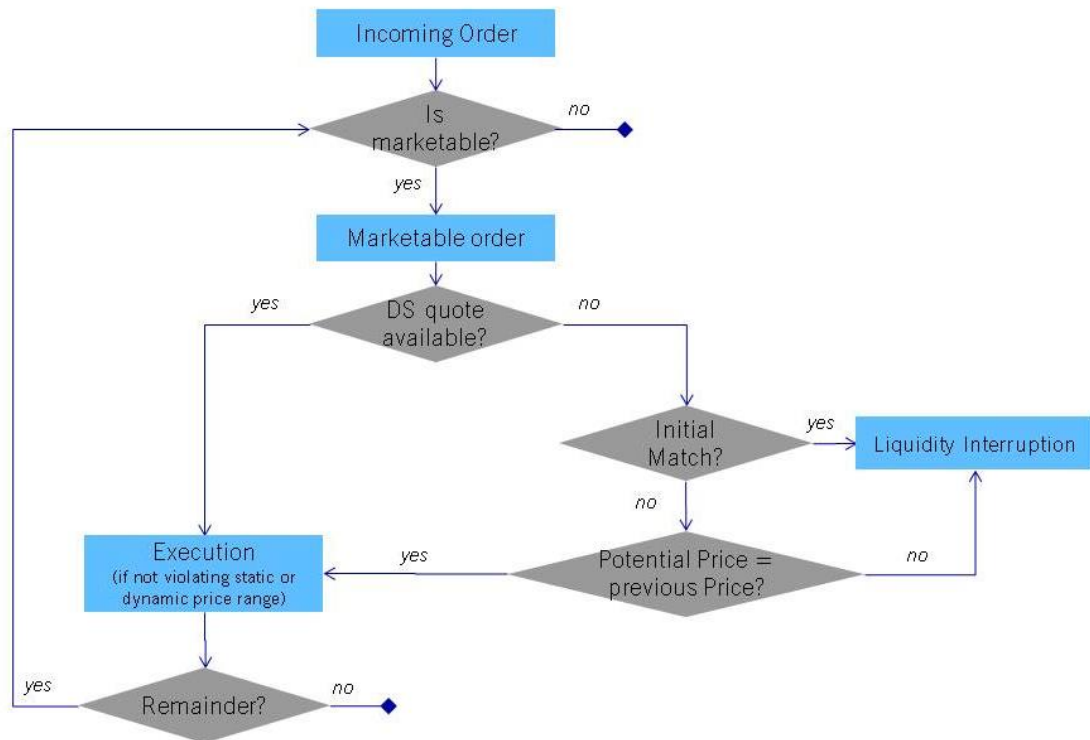 Incoming Order
Is
marketable?
no
yes
Marketable order
DS quote
available?
yes
no
Initial
Match?
yes
Liquidity Interruption
no
Potential Price =
previous Price?
yes
no
Execution
(if not violating static or
dynamic price range)
Remainder?
yes
no